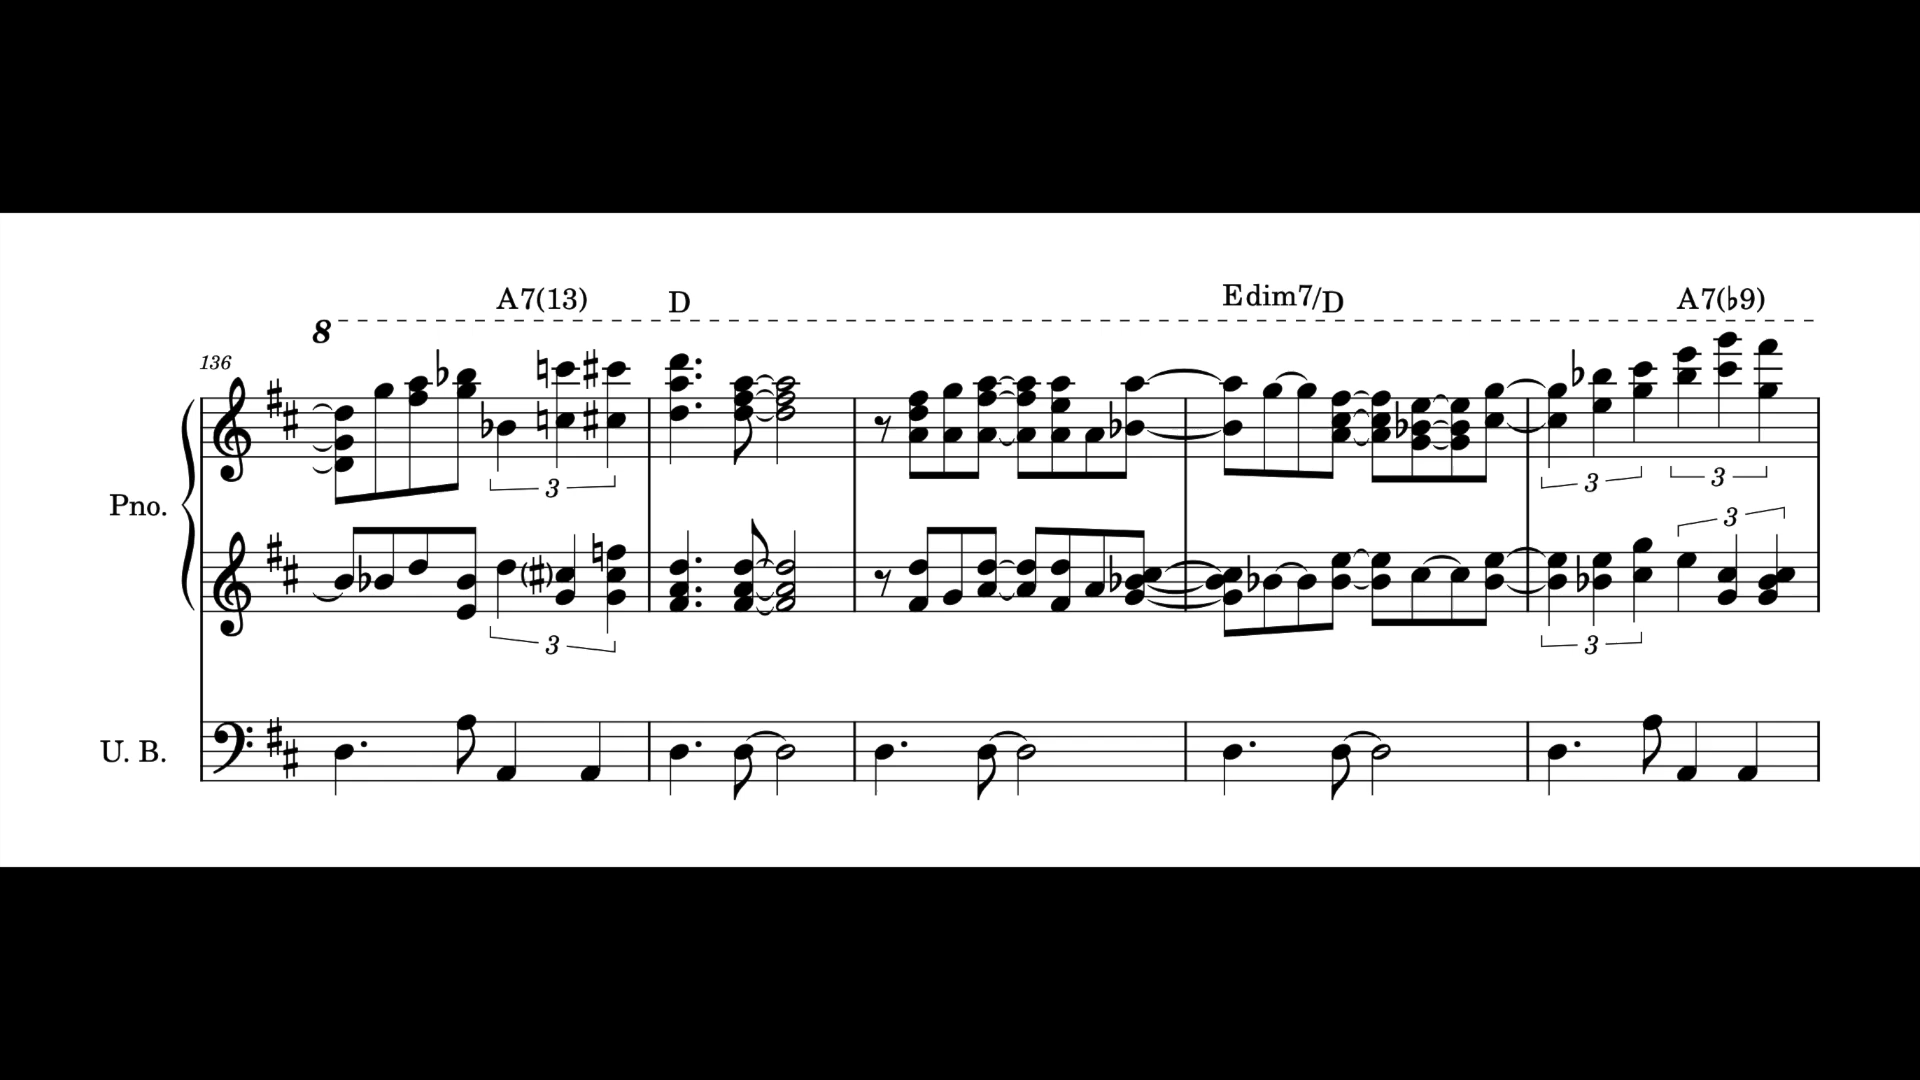 A7(13) D Edim7/D A7(♭9)
8
136
3 3 3
Pno.
3
3 3
U. B.